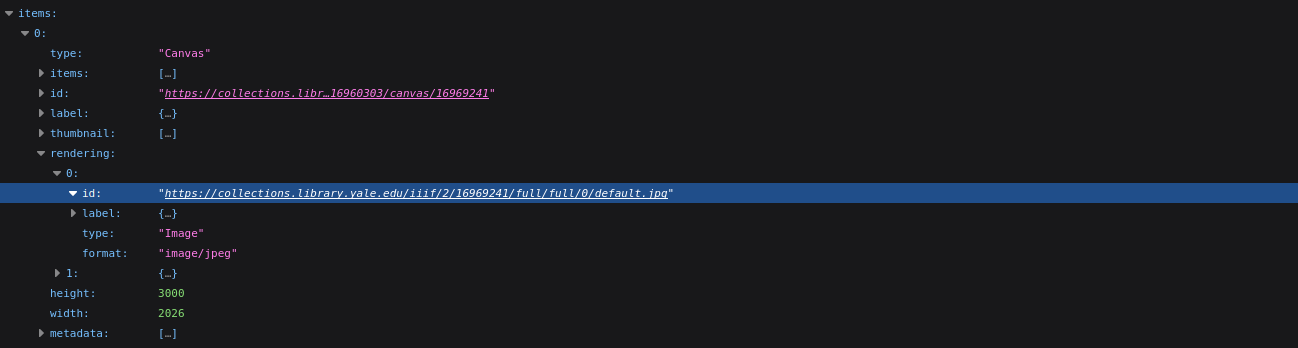 items:
0:
type: "Canvas"
items: […]
id: "https://collections.libr…16960303/canvas/16969241"
label: {…}
thumbnail: […]
rendering:
0:
id: "https://collections.library.yale.edu/iiif/2/16969241/full/full/0/default.jpg"
label: {…}
type: "Image"
format: "image/jpeg"
1: {…}
height: 3000
width: 2026
metadata: […]